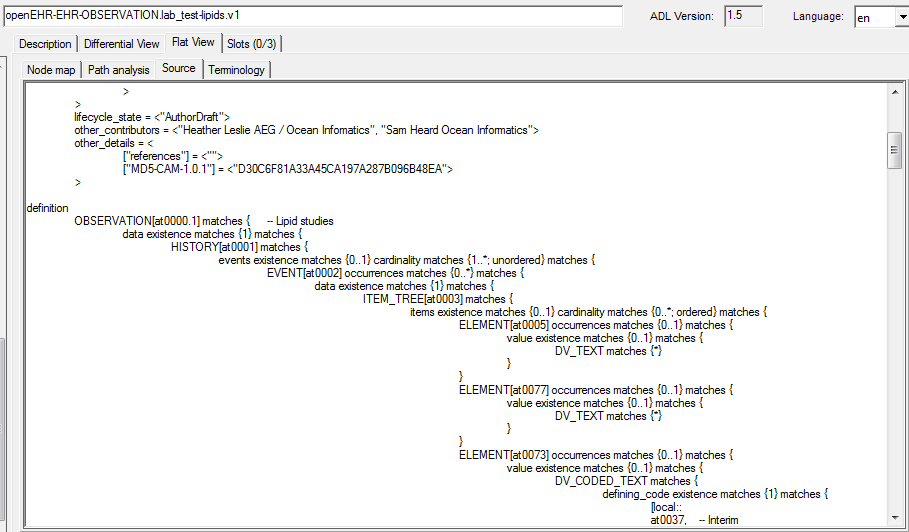 openEHR-EHR-OBSERVATION.lab_test-lipids.v1
ADL Version: 1.5 Language: en
Description Differential View Flat View Slots (0/3)
Node map Path analysis Source Terminology
>
>
lifecycle_state = <"AuthorDraft">
other_contributors = <"Heather Leslie AEG / Ocean Infomatics", "Sam Heard Ocean Informatics">
other_details = <
["references"] = <"">
["MD5-CAM-1.0.1"] = <"D30C6F81A33A45CA197A287B096B48EA">
>
definition
OBSERVATION[at0000.1] matches { -- Lipid studies
data existence matches {1} matches {
HISTORY[at0001] matches {
events existence matches {0..1} cardinality matches {1..*; unordered} matches {
EVENT[at0002] occurrences matches {0..*} matches {
data existence matches {1} matches {
ITEM_TREE[at0003] matches {
items existence matches {0..1} cardinality matches {0..*; ordered} matches {
ELEMENT[at0005] occurrences matches {0..1} matches {
value existence matches {0..1} matches {
DV_TEXT matches {*}
}
}
ELEMENT[at0077] occurrences matches {0..1} matches {
value existence matches {0..1} matches {
DV_TEXT matches {*}
}
}
ELEMENT[at0073] occurrences matches {0..1} matches {
value existence matches {0..1} matches {
DV_CODED_TEXT matches {
defining_code existence matches {1} matches {
[local::
at0037, -- Interim